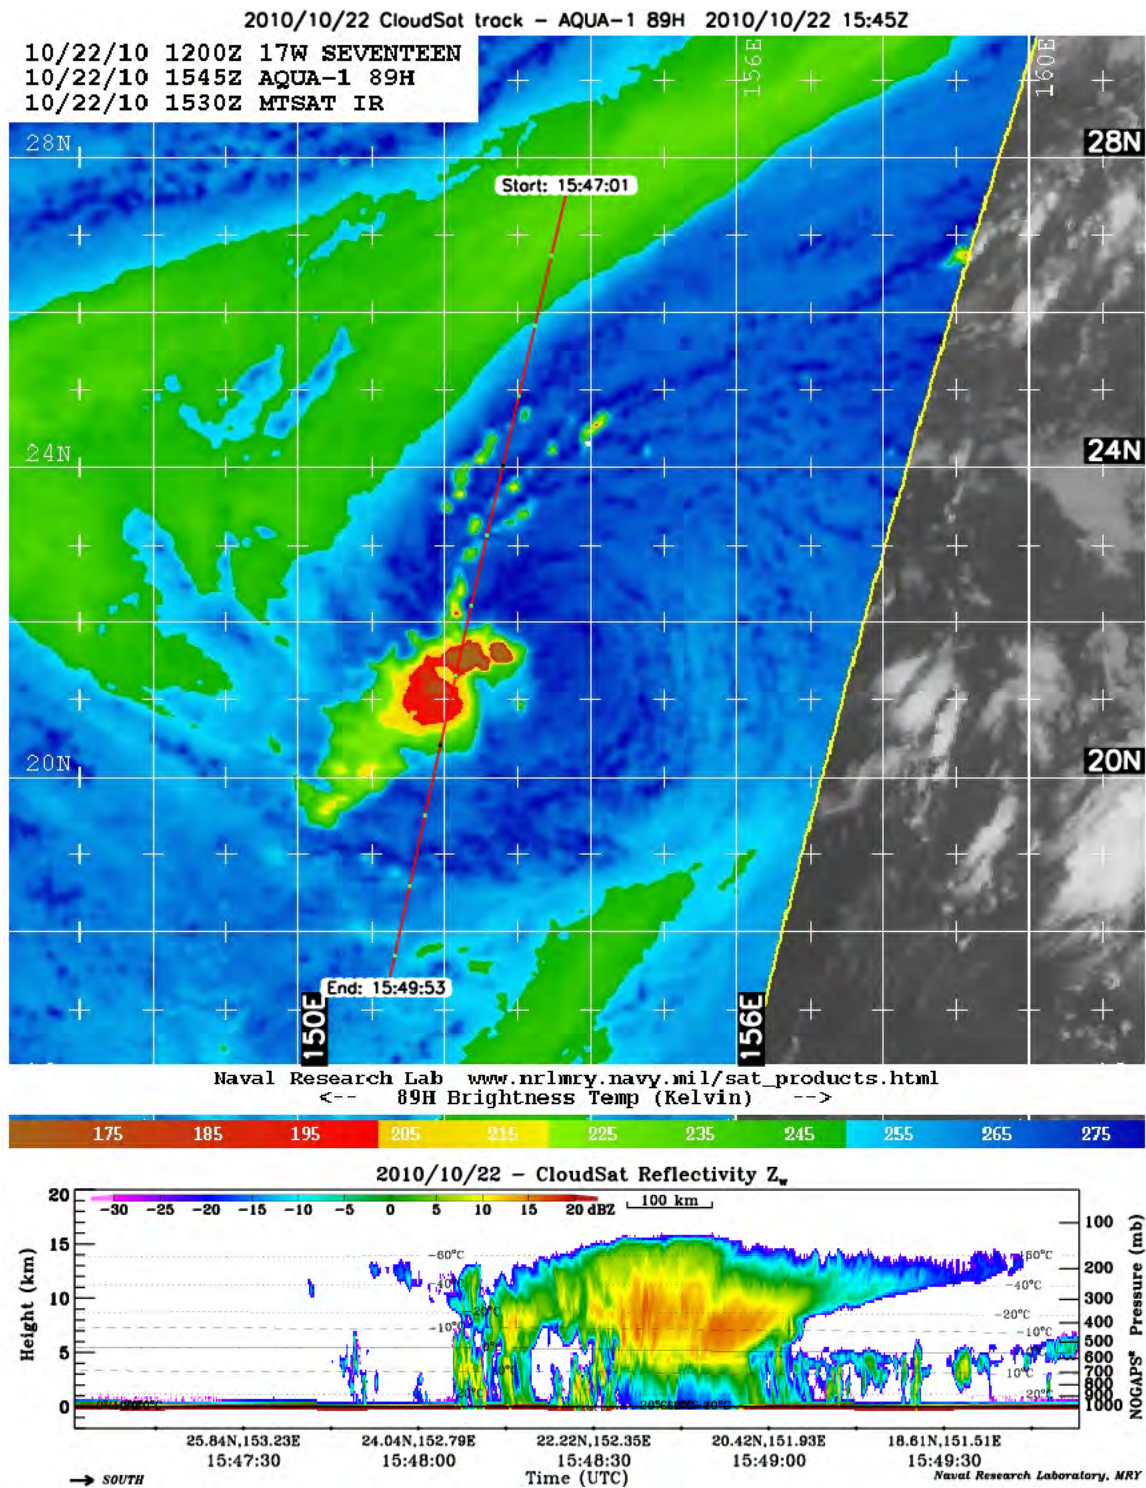 2010/10/22 CloudSat track – AQUA-1 89H 2010/10/22 15:45Z
10/22/10 1200Z 17W SEVENTEEN
10/22/10 1545Z AQUA-1 89H
10/22/10 1530Z MTSAT IR
156E
160E
28N
28N
Start: 15:47:01
24N
24N
20N
20N
End: 15:49:53
150E
156E
Naval Research Lab www.nrlmry.navy.mil/sat_products.html
<-- 89H Brightness Temp (Kelvin) -->
175 185 195 205 215 225 235 245 255 265 275
2010/10/22 – CloudSat Reflectivity Zw
20 15 10 5 0
Height (km)
-30 -25 -20 -15 -10 -5 0 5 10 15 20 dBZ
100 km
100 200 300 400 500 600 700 800 900 1000
NOGAPS® Pressure (mb)
-60°C -60°C
-40°C -40°C
-20°C -20°C
-10°C -10°C
0°C
10°C
20°C 20°C
25.84N,153.23E 24.04N,152.79E 22.22N,152.35E 20.42N,151.93E 18.61N,151.51E
15:47:30 15:48:00 15:48:30 15:49:00 15:49:30
Time (UTC)
→ SOUTH
Naval Research Laboratory, MRY